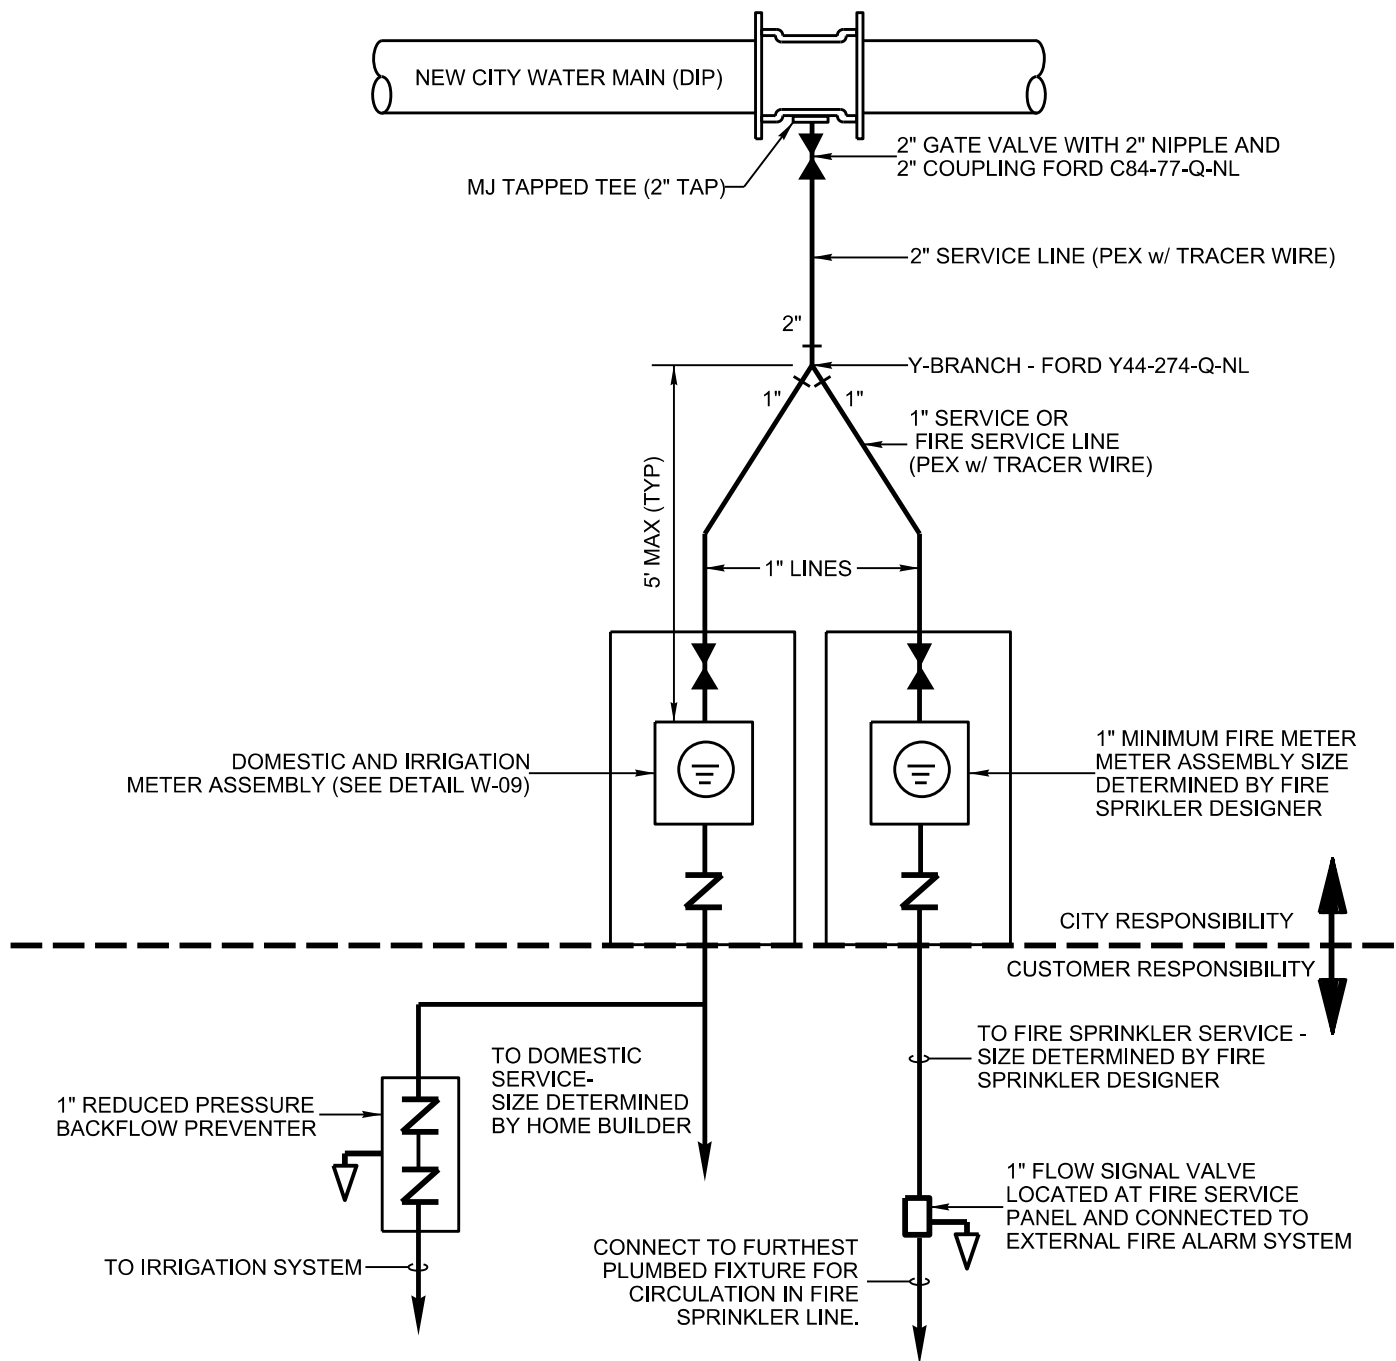 NEW CITY WATER MAIN (DIP)
2" GATE VALVE WITH 2" NIPPLE AND
2" COUPLING FORD C84-77-Q-NL
MJ TAPPED TEE (2" TAP)
2" SERVICE LINE (PEX w/ TRACER WIRE)
2"
Y-BRANCH - FORD Y44-274-Q-NL
1"
1"
1" SERVICE OR
FIRE SERVICE LINE
(PEX w/ TRACER WIRE)
5' MAX (TYP)
1" LINES
DOMESTIC AND IRRIGATION
METER ASSEMBLY (SEE DETAIL W-09)
1" MINIMUM FIRE METER
METER ASSEMBLY SIZE
DETERMINED BY FIRE
SPRIKLER DESIGNER
CITY RESPONSIBILITY
CUSTOMER RESPONSIBILITY
TO DOMESTIC
SERVICE-
SIZE DETERMINED
BY HOME BUILDER
TO FIRE SPRINKLER SERVICE -
SIZE DETERMINED BY FIRE
SPRINKLER DESIGNER
1" REDUCED PRESSURE
BACKFLOW PREVENTER
1" FLOW SIGNAL VALVE
LOCATED AT FIRE SERVICE
PANEL AND CONNECTED TO
EXTERNAL FIRE ALARM SYSTEM
TO IRRIGATION SYSTEM
CONNECT TO FURTHEST
PLUMBED FIXTURE FOR
CIRCULATION IN FIRE
SPRINKLER LINE.